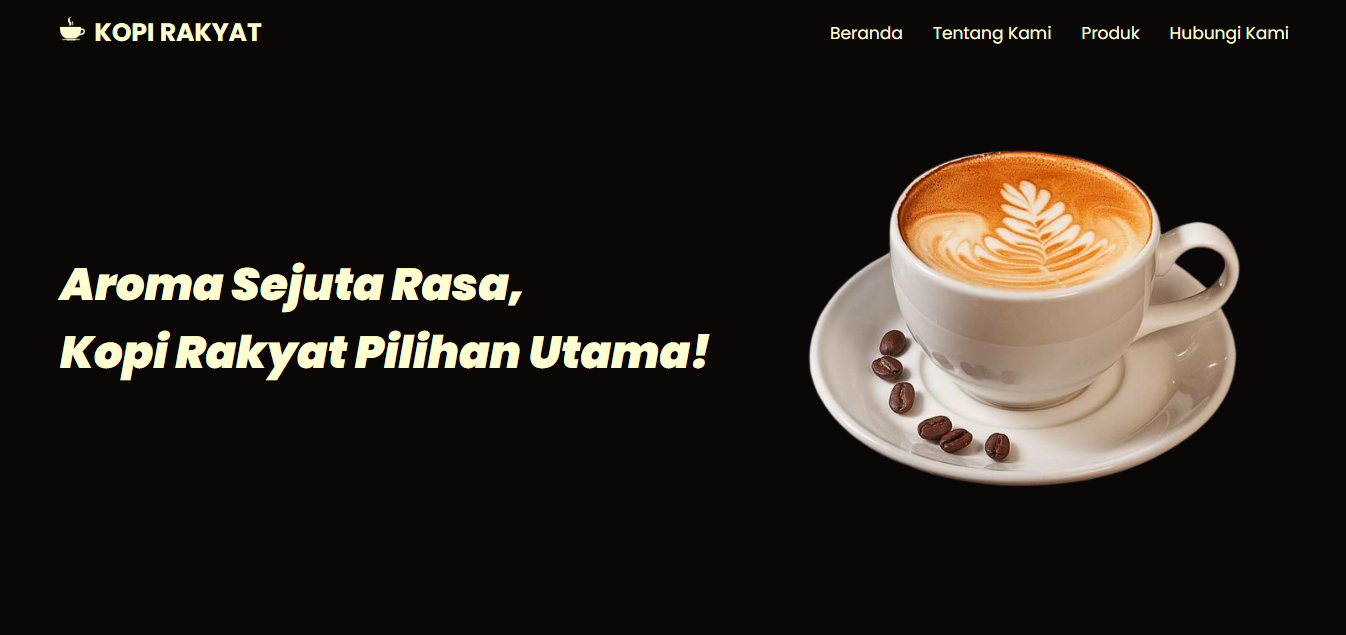 KOPI RAKYAT
Beranda Tentang Kami Produk Hubungi Kami
Aroma Sejuta Rasa,
Kopi Rakyat Pilihan Utama!